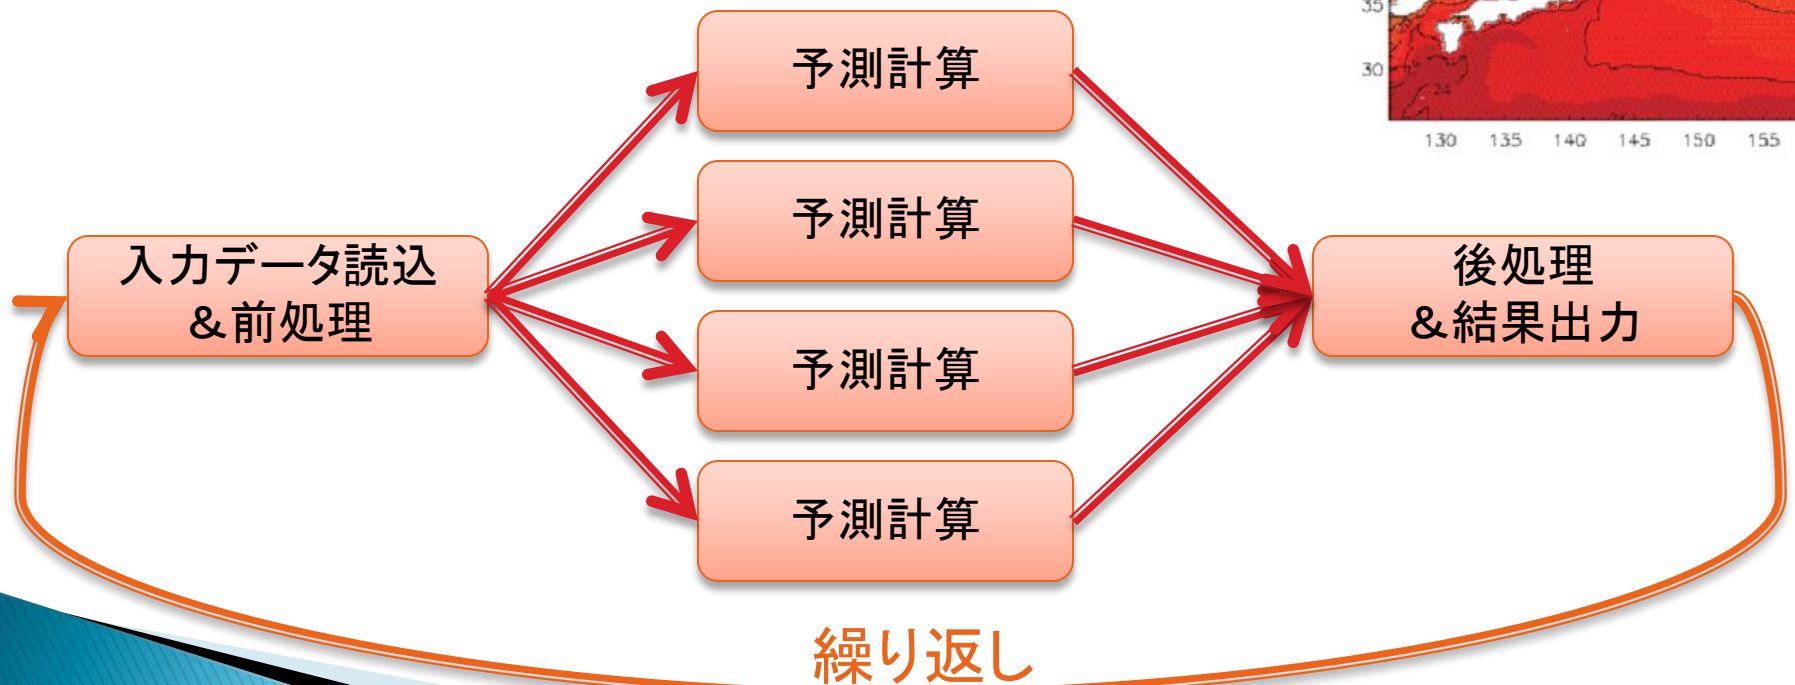 35
30
24
130 135 140 145 150 155
予測計算
予測計算
入力データ読込
＆前処理
後処理
＆結果出力
予測計算
予測計算
繰り返し